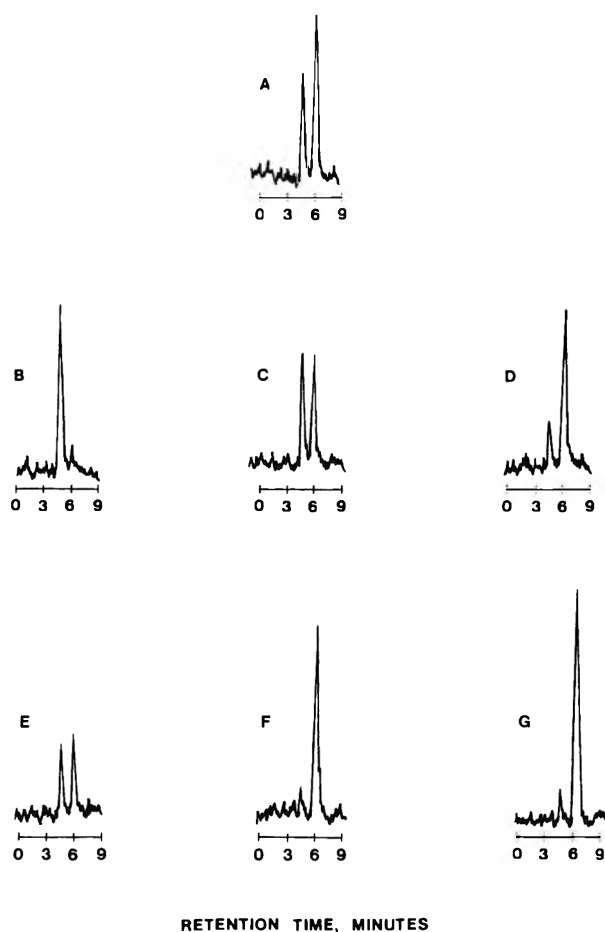 A
0 3 6 9
B C D
0 3 6 9 0 3 6 9 0 3 6 9
E F G
0 3 6 9 0 3 6 9 0 3 6 9
RETENTION TIME, MINUTES